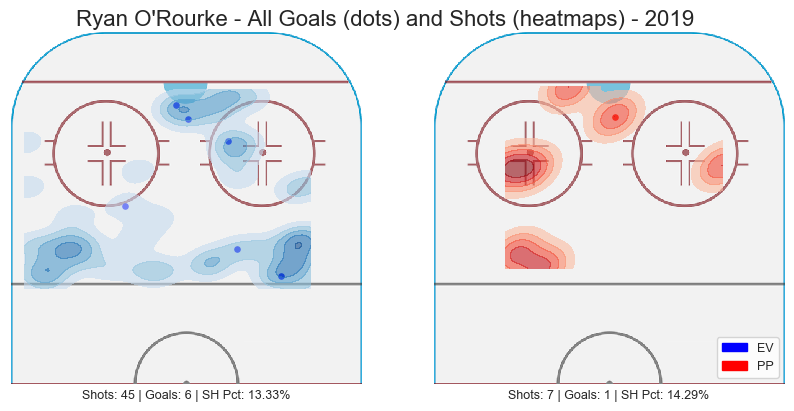 Ryan O'Rourke - All Goals (dots) and Shots (heatmaps) - 2019
EV
PP
Shots: 45 | Goals: 6 | SH Pct: 13.33%
Shots: 7 | Goals: 1 | SH Pct: 14.29%